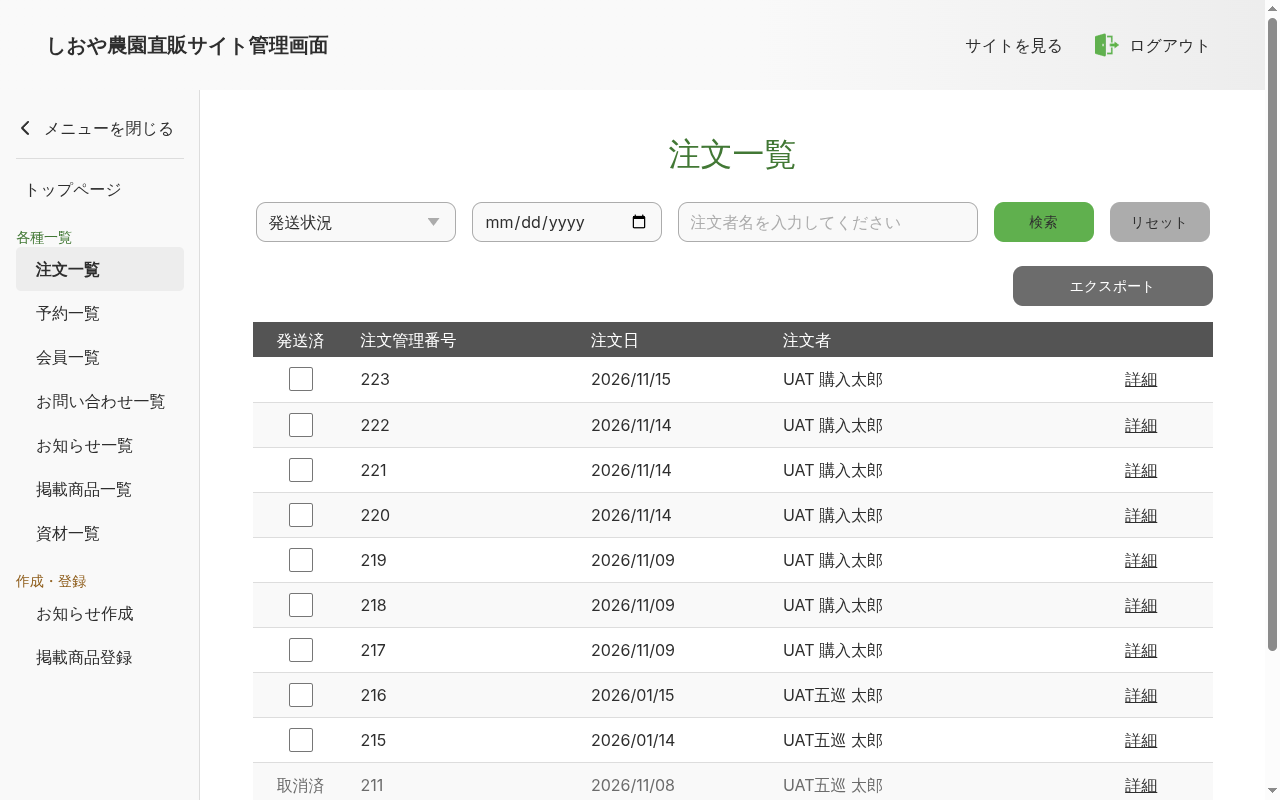 しおや農園直販サイト管理画面
サイトを見る
ログアウト
メニューを閉じる
トップページ
各種一覧
注文一覧
予約一覧
会員一覧
お問い合わせ一覧
お知らせ一覧
掲載商品一覧
資材一覧
作成・登録
お知らせ作成
掲載商品登録
注文一覧
発送状況 mm/dd/yyyy 注文者名を入力してください 検索 リセット
エクスポート
発送済 注文管理番号 注文日 注文者
223 2026/11/15 UAT 購入太郎 詳細
222 2026/11/14 UAT 購入太郎 詳細
221 2026/11/14 UAT 購入太郎 詳細
220 2026/11/14 UAT 購入太郎 詳細
219 2026/11/09 UAT 購入太郎 詳細
218 2026/11/09 UAT 購入太郎 詳細
217 2026/11/09 UAT 購入太郎 詳細
216 2026/01/15 UAT五巡 太郎 詳細
215 2026/01/14 UAT五巡 太郎 詳細
取消済 211 2026/11/08 UAT五巡 太郎 詳細